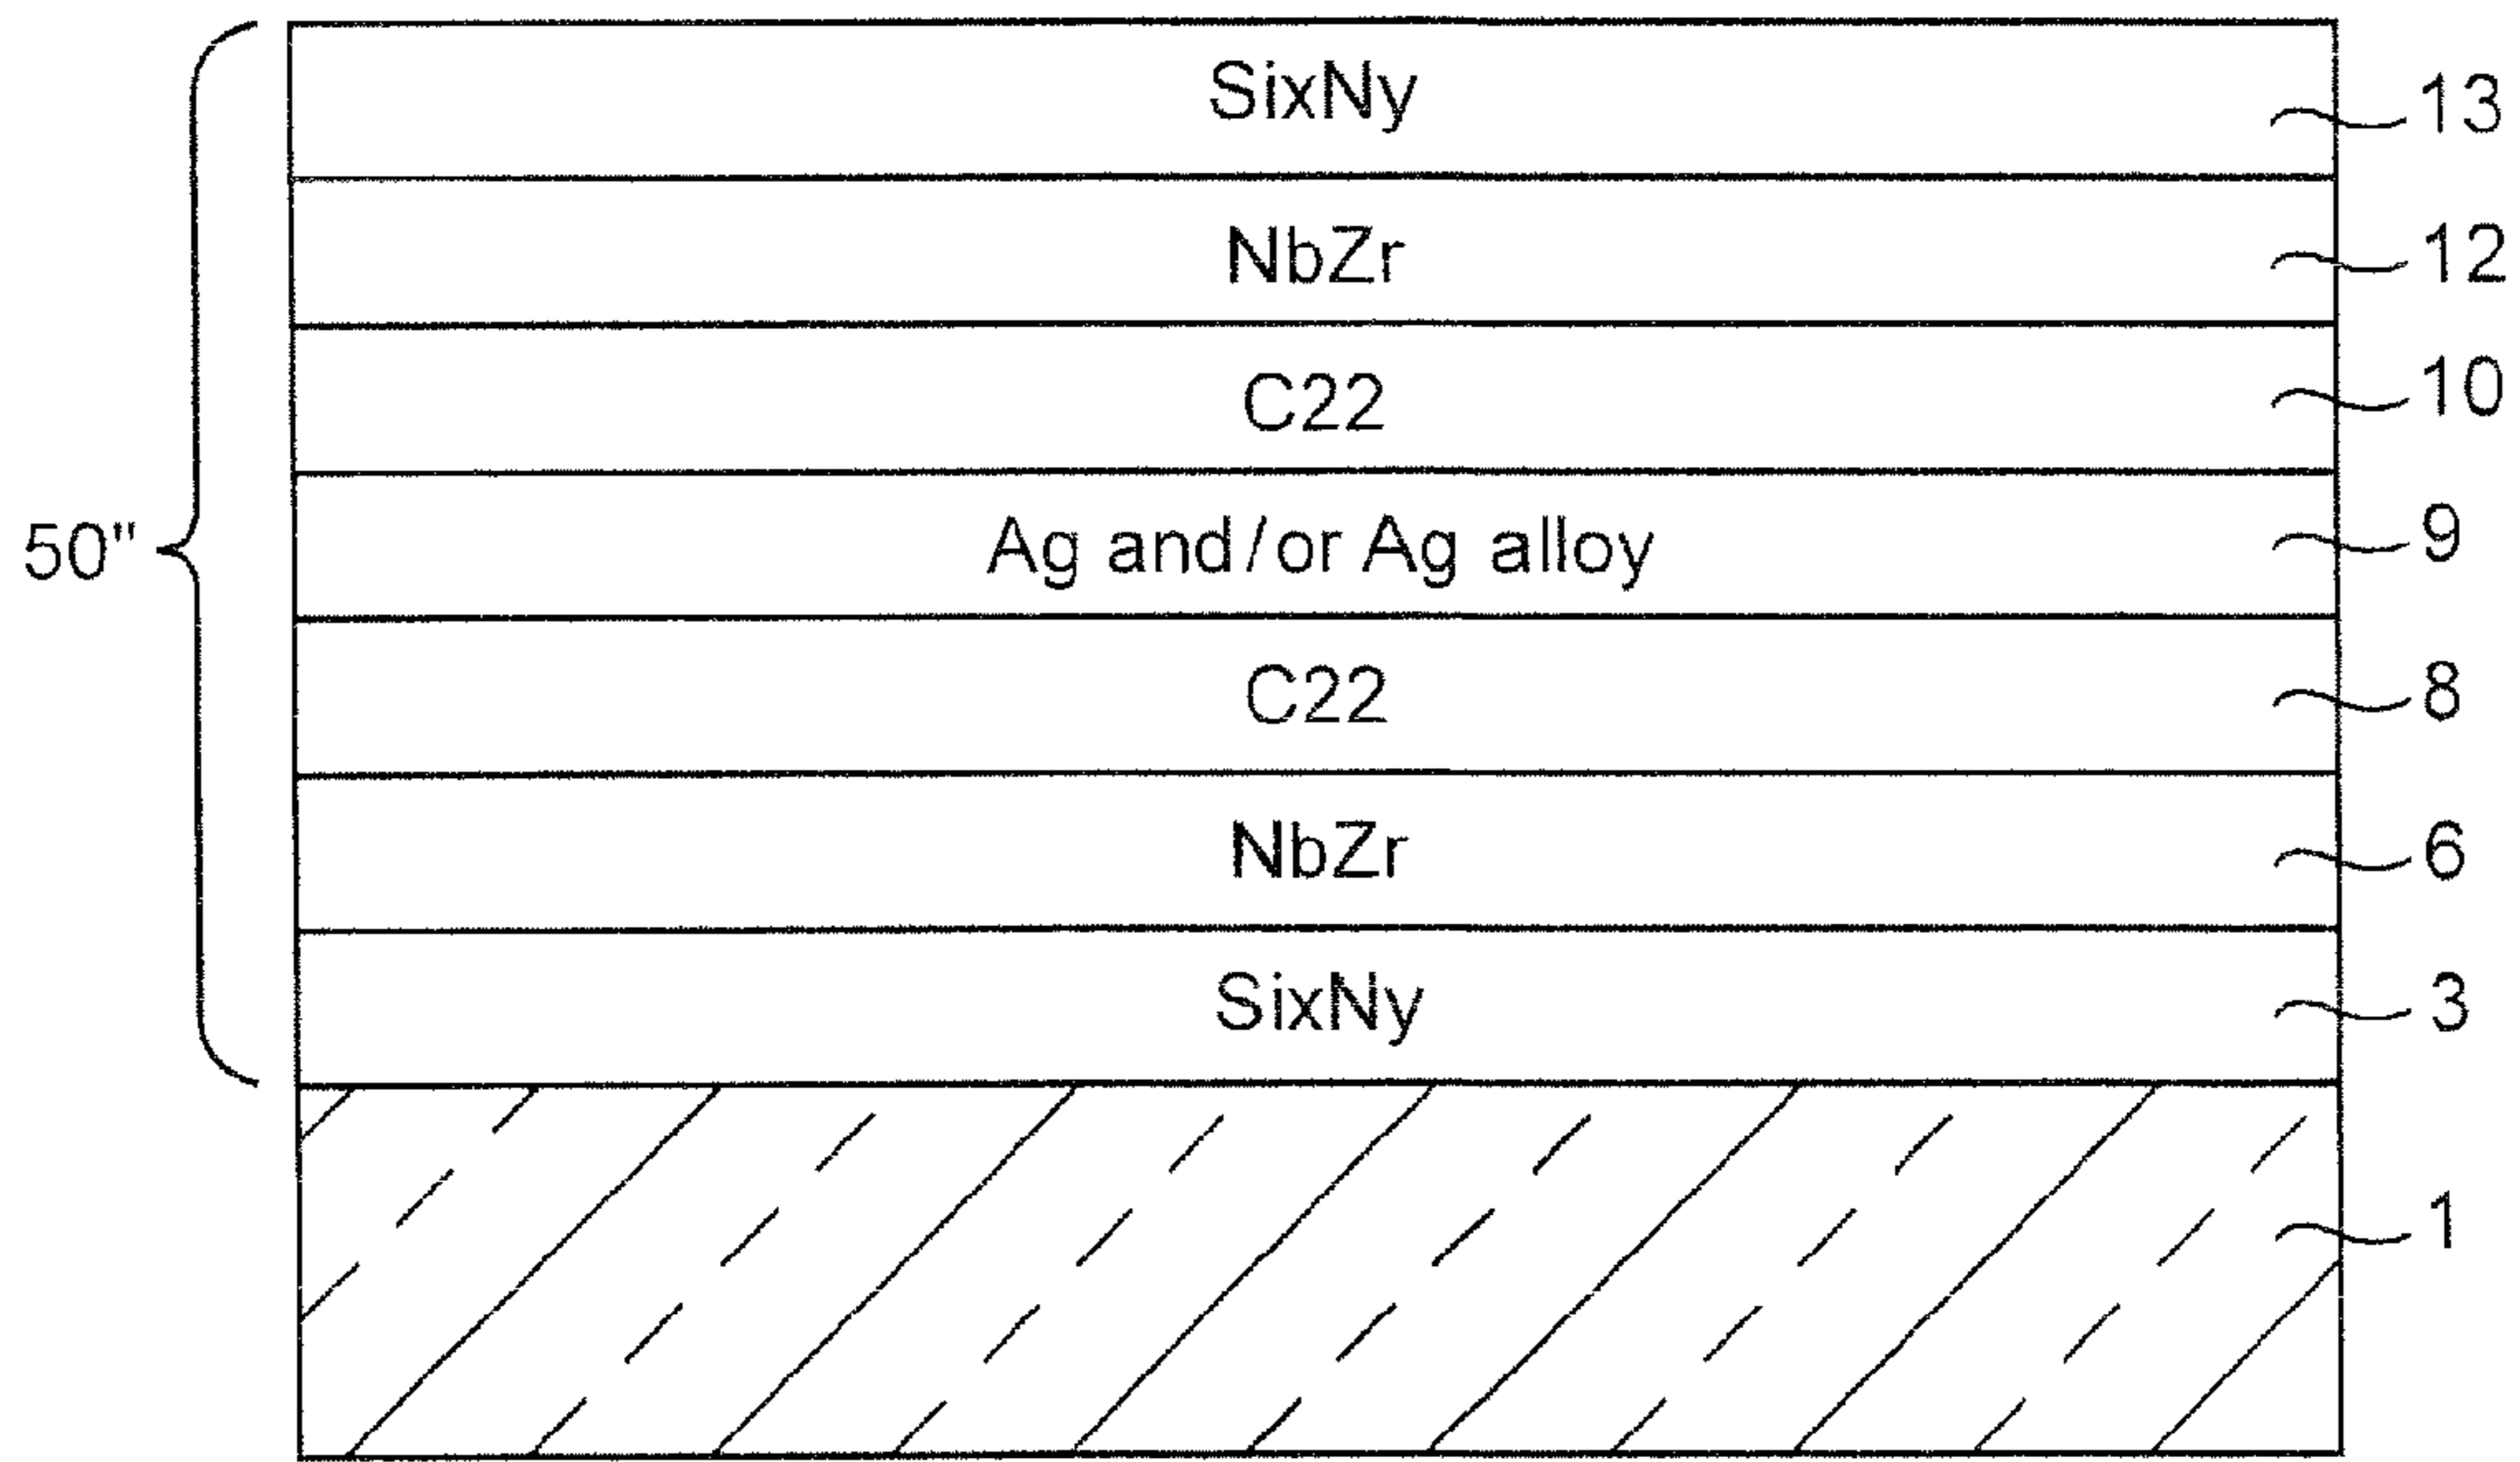 SixNy 13
NbZr 12
C22 10
50" Ag and/or Ag alloy 9
C22 8
NbZr 6
SixNy 3
1